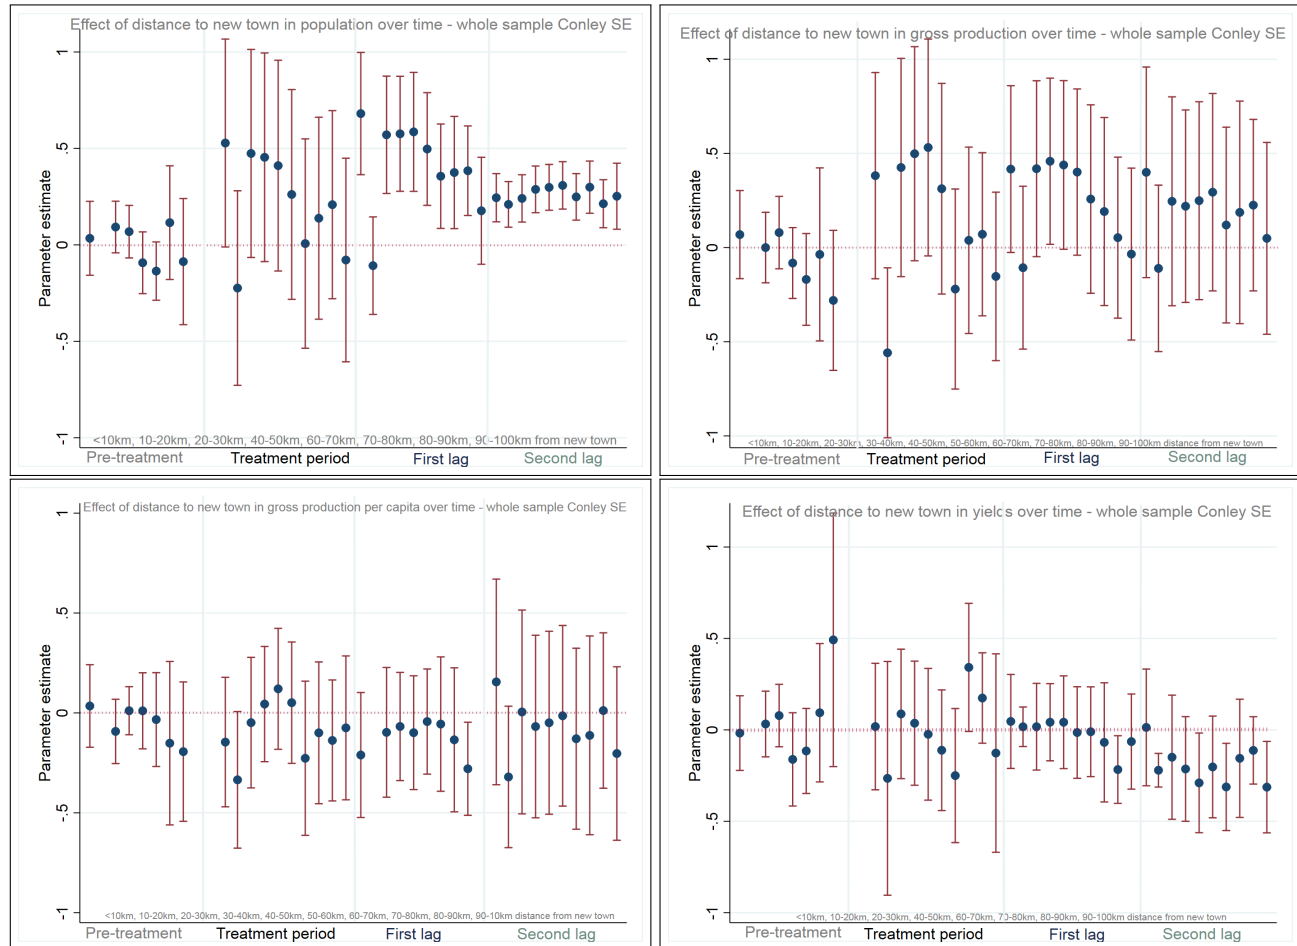 Effect of distance to new town in population over time - whole sample Conley SE
Parameter estimate
1
.5
0
-.5
-1
<10km, 10-20km, 20-30km, 40-50km, 60-70km, 70-80km, 80-90km, 90-100km from new town
Pre-treatment Treatment period First lag Second lag
Effect of distance to new town in gross production over time - whole sample Conley SE
Parameter estimate
1
.5
0
-.5
-1
<10km, 10-20km, 20-30km, 30-40km, 40-50km, 50-60km, 60-70km, 70-80km, 80-90km, 90-100km distance from new town
Pre-treatment Treatment period First lag Second lag
Effect of distance to new town in gross production per capita over time - whole sample Conley SE
Parameter estimate
1
.5
0
-.5
-1
<10km, 10-20km, 20-30km, 30-40km, 40-50km, 50-60km, 60-70km, 70-80km, 80-90km, 90-10km distance from new town
Pre-treatment Treatment period First lag Second lag
Effect of distance to new town in yields over time - whole sample Conley SE
Parameter estimate
1
.5
0
-.5
-1
<10km, 10-20km, 20-30km, 30-40km, 40-50km, 50-60km, 60-70km, 70-80km, 80-90km, 90-100km distance from new town
Pre-treatment Treatment period First lag Second lag